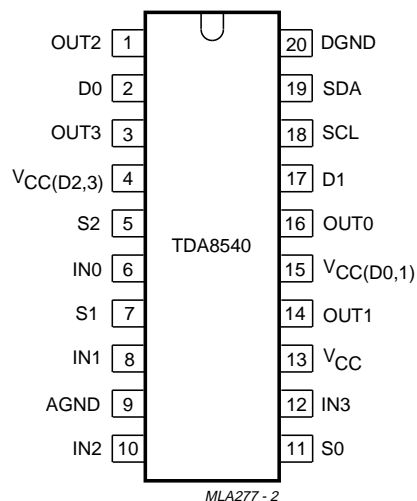 OUT2 1 20 DGND
D0 2 19 SDA
OUT3 3 18 SCL
VCC(D2,3) 4 17 D1
S2 5 16 OUT0
TDA8540
IN0 6 15 VCC(D0,1)
S1 7 14 OUT1
IN1 8 13 VCC
AGND 9 12 IN3
IN2 10 11 S0
MLA277 - 2